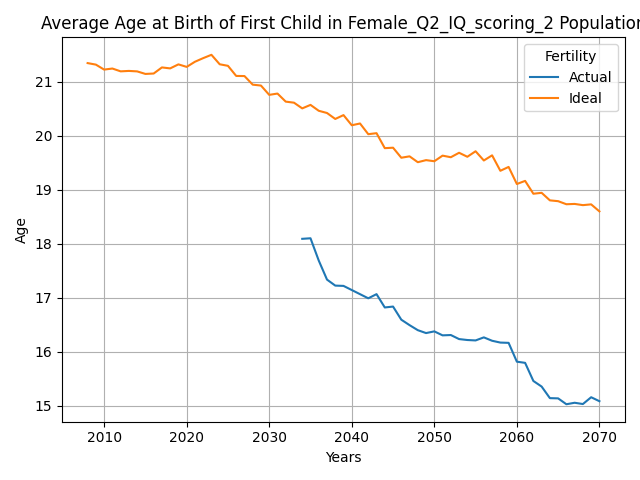 Average Age at Birth of First Child in Female_Q2_IQ_scoring_2 Population
Fertility
Actual
Ideal
Age
21
20
19
18
17
16
15
2010 2020 2030 2040 2050 2060 2070
Years